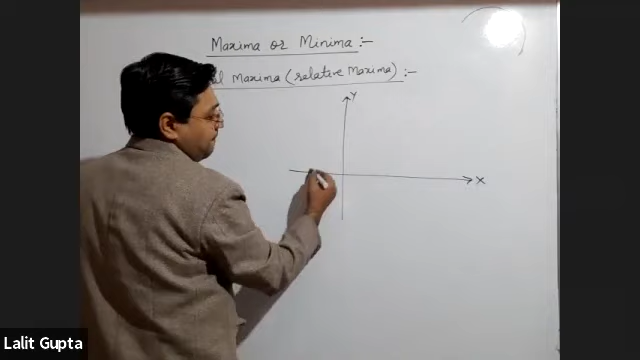 Maxima or Minima :-
Maxima (relative Maxima) :-
Y
X
Lalit Gupta